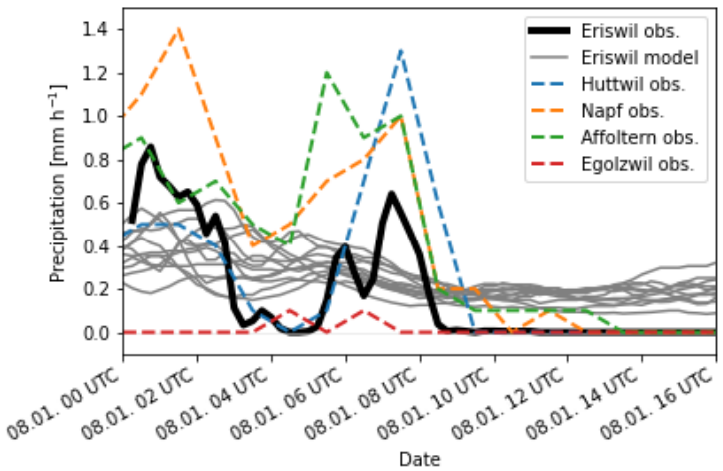 1.4
1.2
1.0
0.8
0.6
0.4
0.2
0.0
Precipitation [mm h⁻¹]
Eriswil obs.
Eriswil model
Huttwil obs.
Napf obs.
Affoltern obs.
Egolzwil obs.
08.01. 00 UTC
08.01. 02 UTC
08.01. 04 UTC
08.01. 06 UTC
08.01. 08 UTC
08.01. 10 UTC
08.01. 12 UTC
08.01. 14 UTC
08.01. 16 UTC
Date